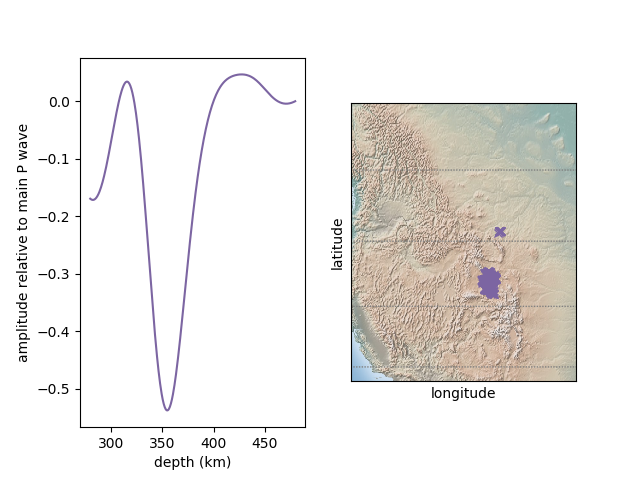 amplitude relative to main P wave
0.0
−0.1
−0.2
−0.3
−0.4
−0.5
300 350 400 450
depth (km)
latitude
longitude